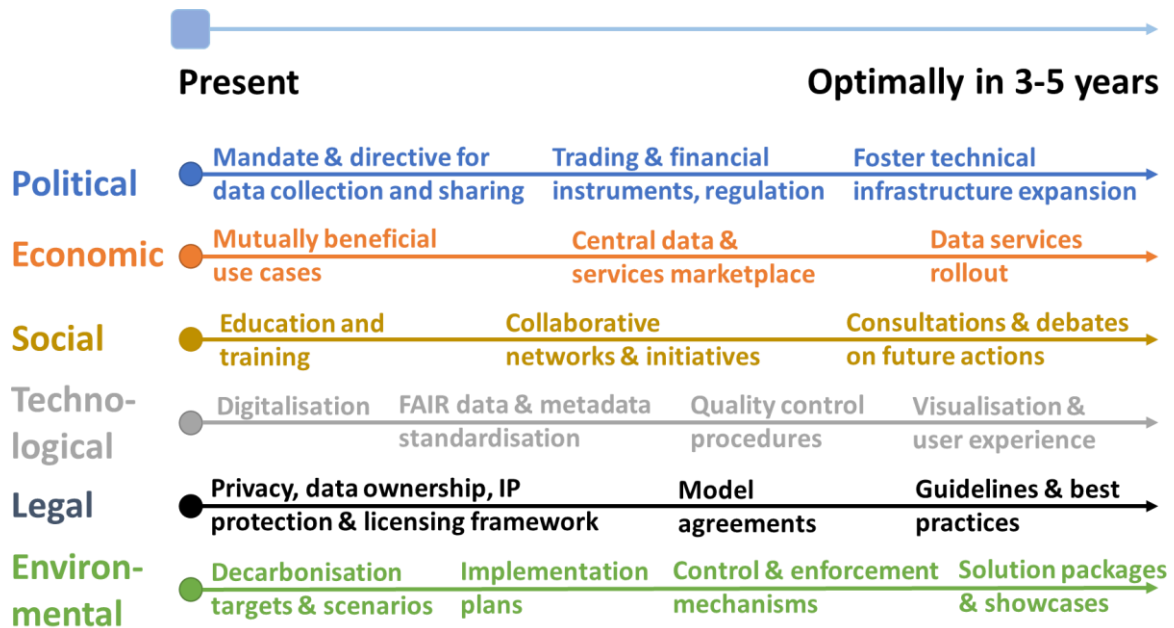 Present
Optimally in 3-5 years
Political
Mandate & directive for
data collection and sharing
Trading & financial
instruments, regulation
Foster technical
infrastructure expansion
Economic
Mutually beneficial
use cases
Central data &
services marketplace
Data services
rollout
Social
Education and
training
Collaborative
networks & initiatives
Consultations & debates
on future actions
Techno-
logical
Digitalisation
FAIR data & metadata
standardisation
Quality control
procedures
Visualisation &
user experience
Legal
Privacy, data ownership, IP
protection & licensing framework
Model
agreements
Guidelines & best
practices
Environ-
mental
Decarbonisation
targets & scenarios
Implementation
plans
Control & enforcement
mechanisms
Solution packages
& showcases